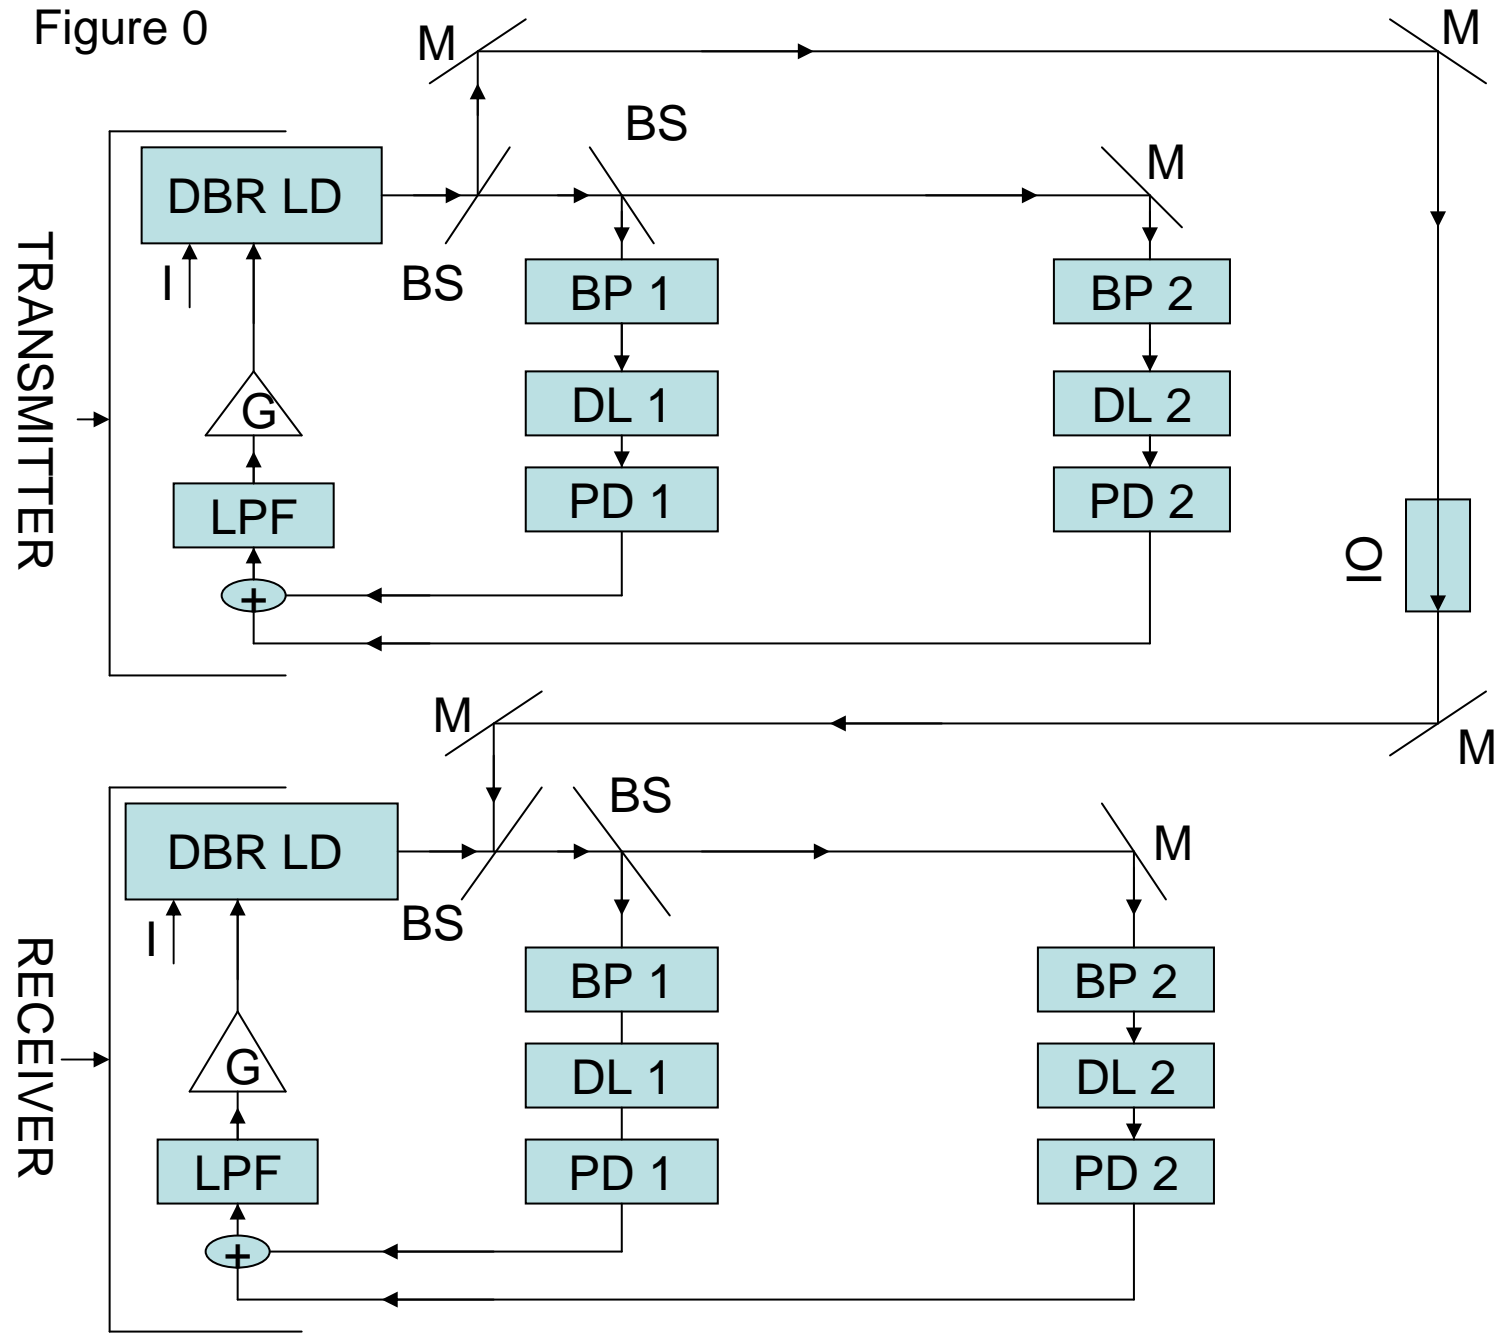 Figure 0
M
M
BS
M
DBR LD
BS
I
BP 1
BP 2
TRANSMITTER
DL 1
DL 2
G
PD 1
PD 2
LPF
IO
+
M
M
BS
DBR LD
M
BS
I
BP 1
BP 2
RECEIVER
DL 1
DL 2
G
PD 1
PD 2
LPF
+